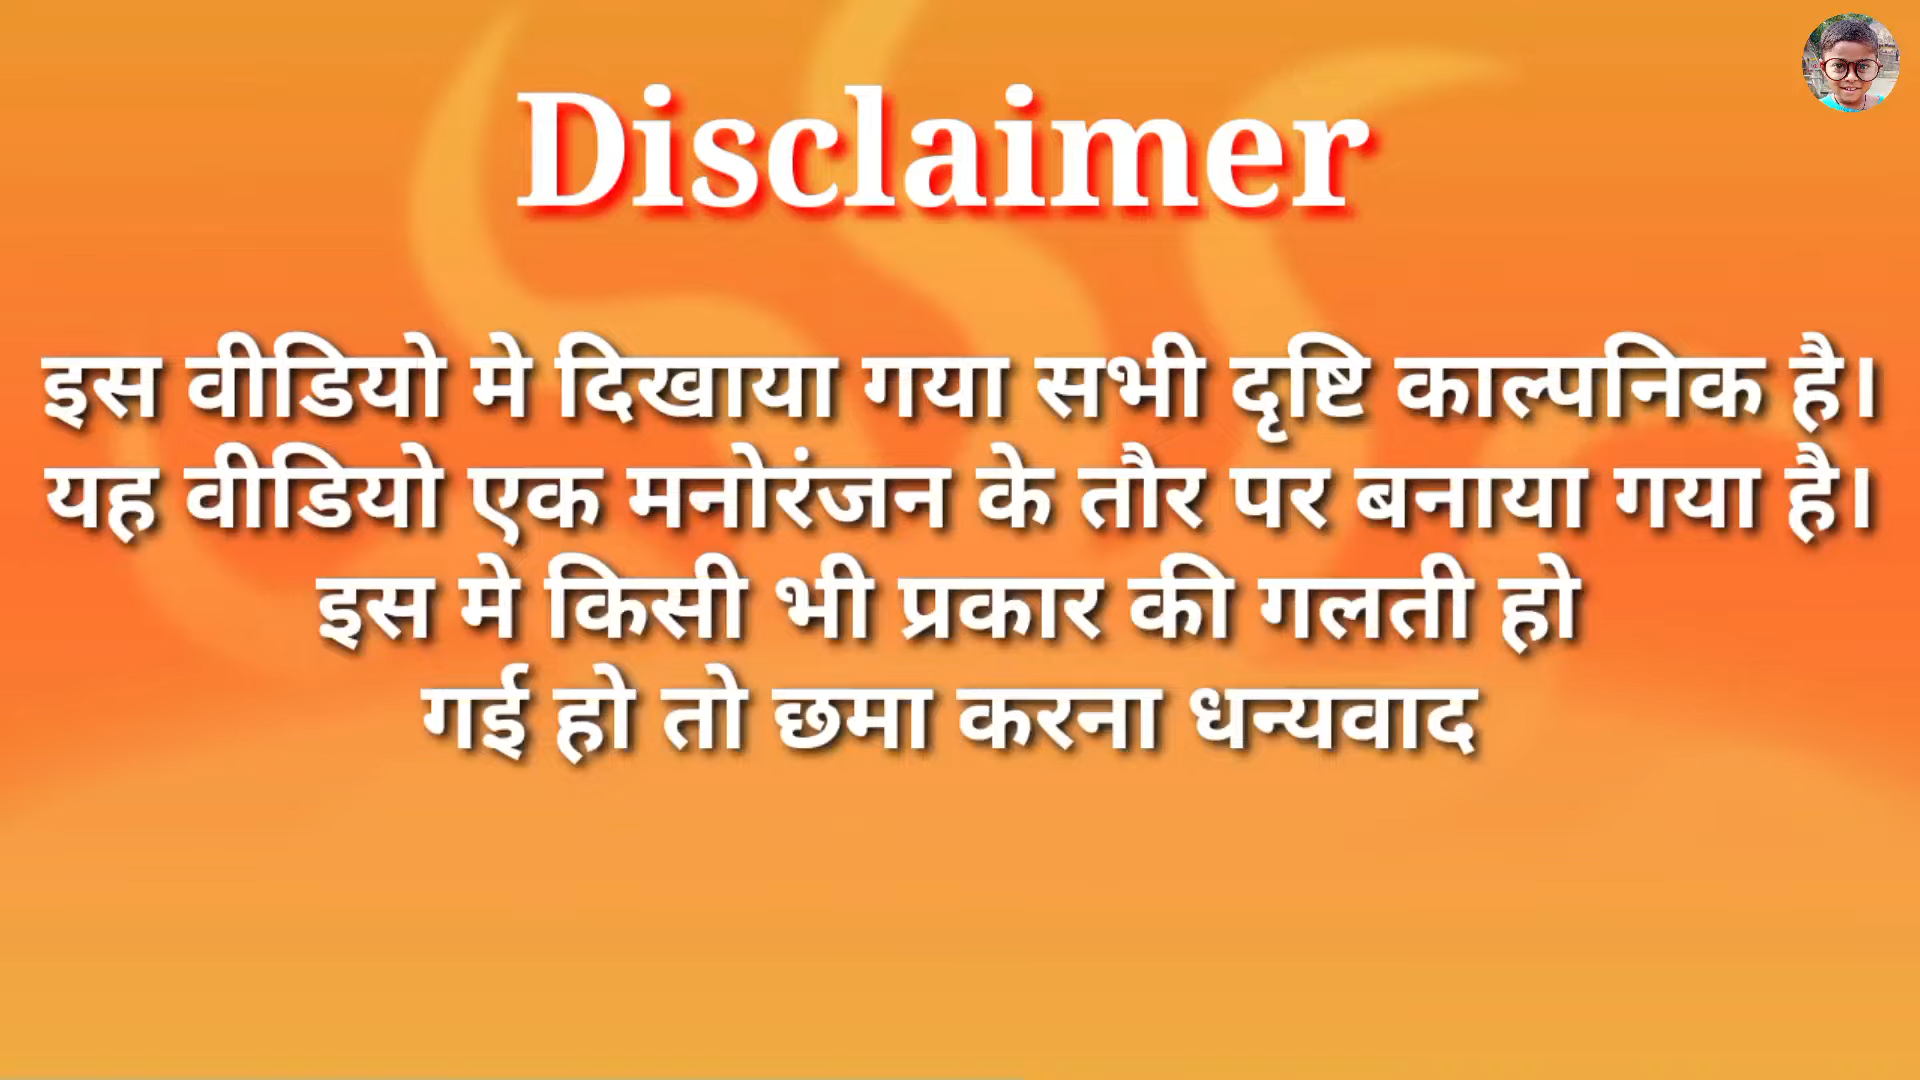 Disclaimer
इस वीडियो मे दिखाया गया सभी दृष्टि काल्पनिक है।
यह वीडियो एक मनोरंजन के तौर पर बनाया गया है।
इस मे किसी भी प्रकार की गलती हो
गई हो तो छमा करना धन्यवाद